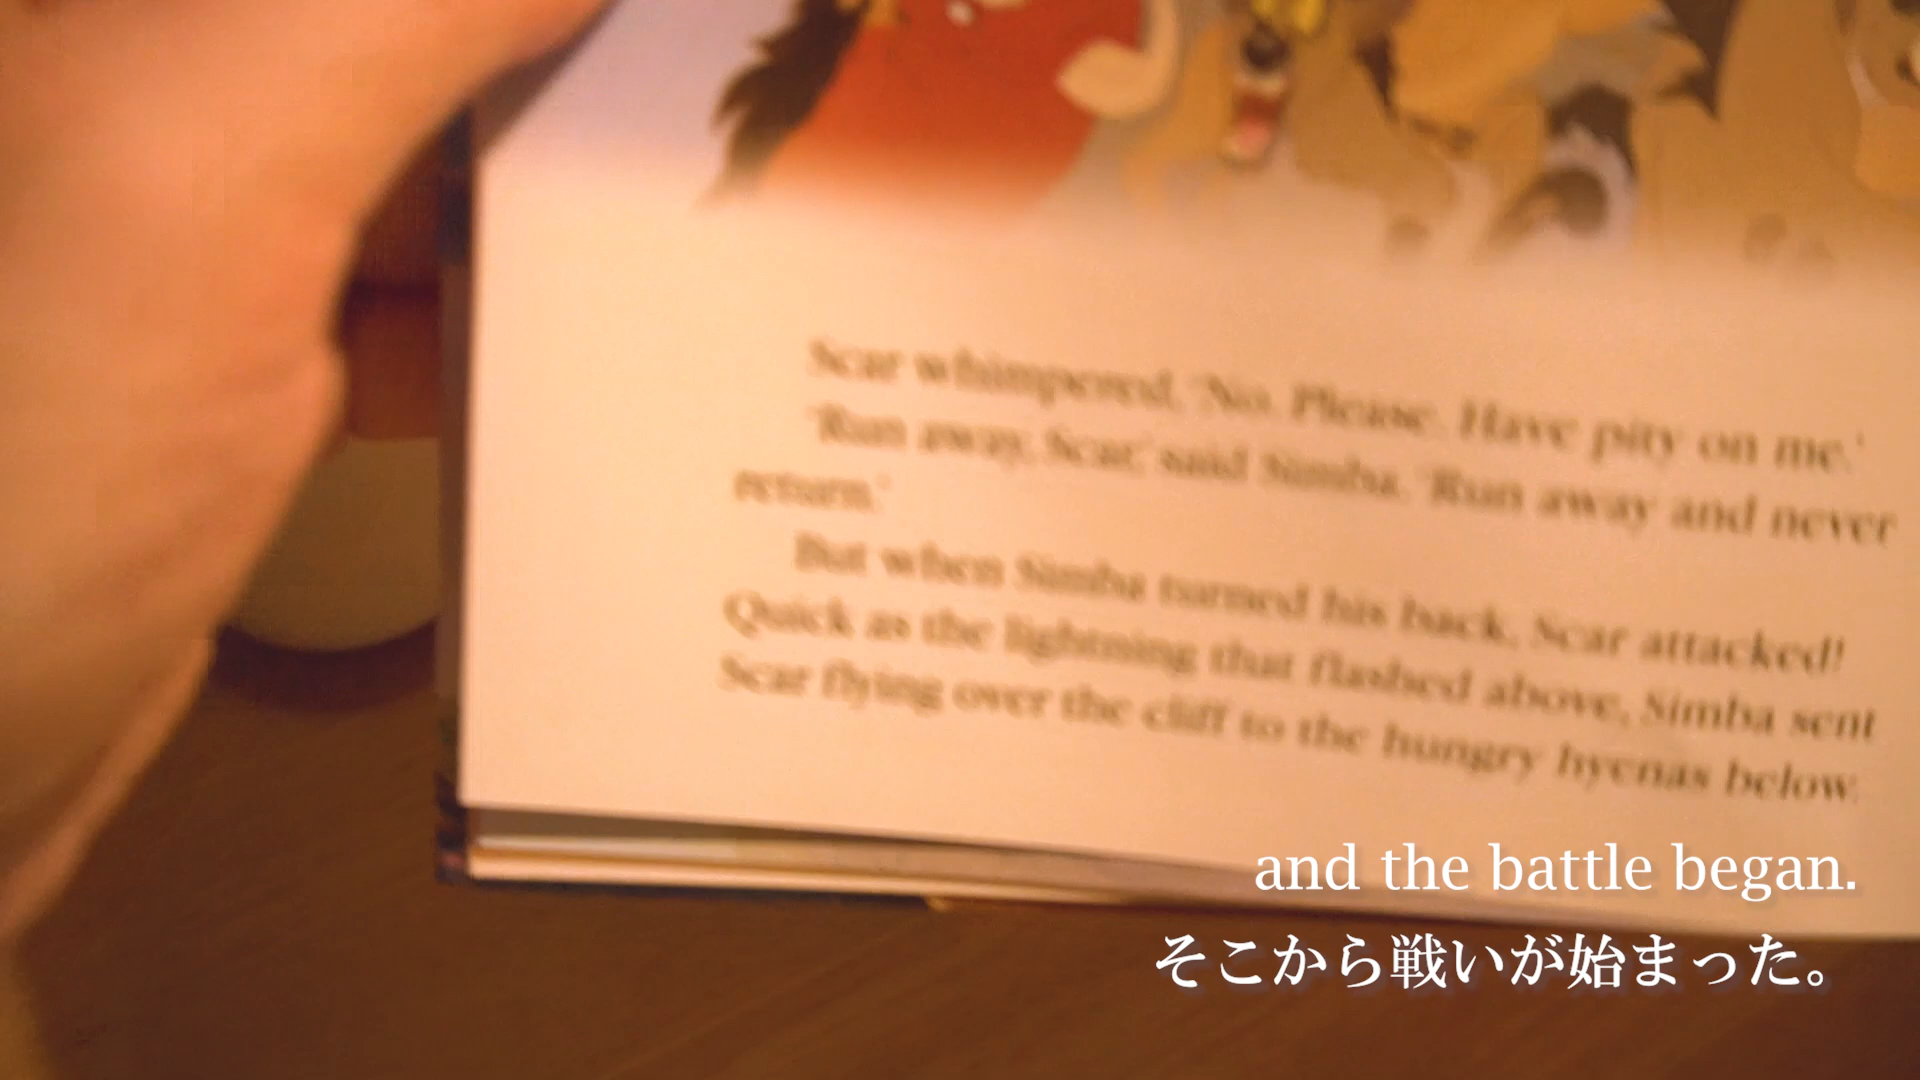 Scar whimpered, 'No. Please. Have pity on me.'
'Run away, Scar,' said Simba. 'Run away and never
return.'
But when Simba turned his back, Scar attacked!
Quick as the lightning that flashed above, Simba sent
Scar flying over the cliff to the hungry hyenas below.
and the battle began.
そこから戦いが始まった。